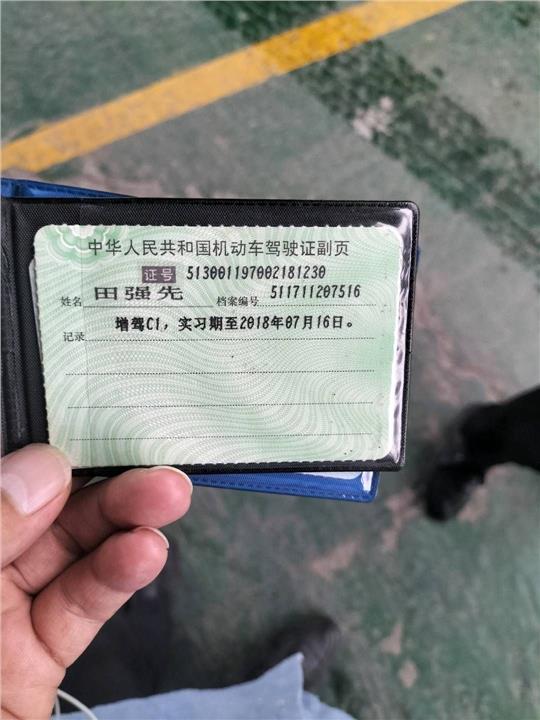 中华人民共和国机动车驾驶证副页
证号 513001197002181230
姓名 田强先 档案编号 511711207516
记录 增驾C1，实习期至2018年07月16日。